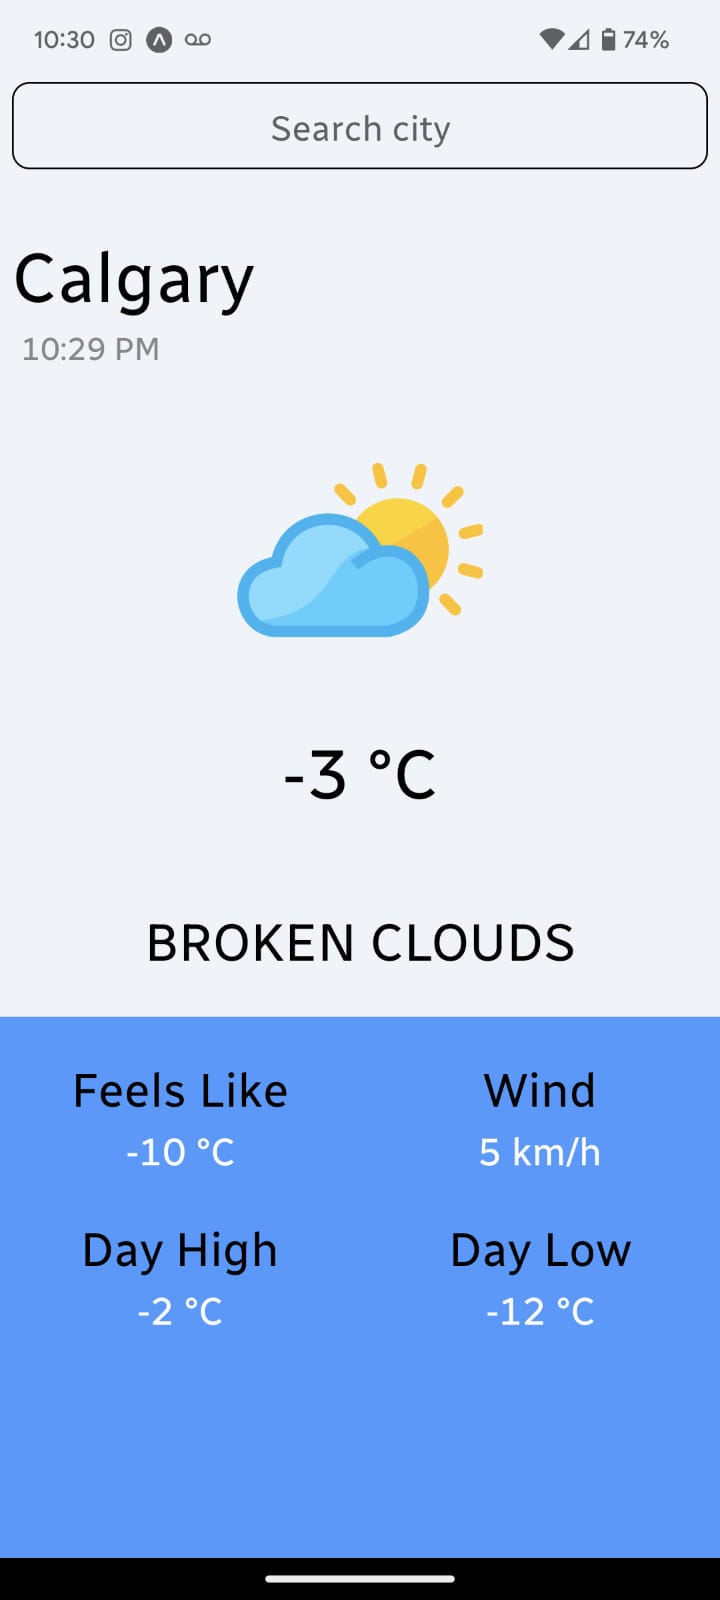 10:30 74%
Search city
Calgary
10:29 PM
-3 °C
BROKEN CLOUDS
Feels Like Wind
-10 °C 5 km/h
Day High Day Low
-2 °C -12 °C